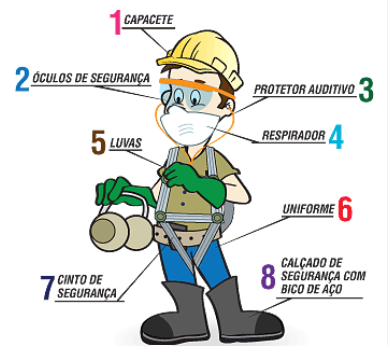 1 CAPACETE
2 ÓCULOS DE SEGURANÇA
PROTETOR AUDITIVO 3
RESPIRADOR 4
5 LUVAS
UNIFORME 6
7 CINTO DE
SEGURANÇA
8 CALÇADO DE
SEGURANÇA COM
BICO DE AÇO